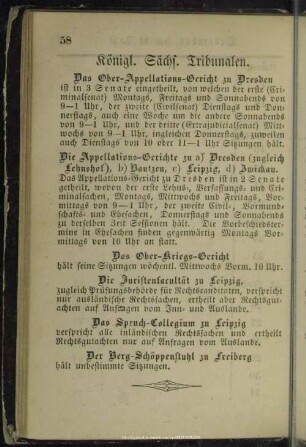 58
Königl. Sächs. Tribunalen.
Das Ober-Appellations-Gericht zu Dresden
ist in 3 Senate eingetheilt, von welchen der erste (Cri-
minalsenat) Montags, Freitags und Sonnabends von
9—1 Uhr, der zweite (Civilsenat) Dienstags und Don-
nerstags, auch eine Woche um die andere Sonnabends
von 9—1 Uhr, und der dritte (Extrajudicialsenat) Mitt-
wochs von 9—1 Uhr, ingleichen Donnerstags, zuweilen
auch Dienstags von 10 oder 11—1 Uhr Sitzungen hält.
Die Appellations-Gerichte zu a) Dresden (zugleich
Lehnshof), b) Bautzen, c) Leipzig, d) Zwickau.
Das Appellations-Gericht zu Dresden ist in 2 Senate
getheilt, wovon der erste Lehns-, Verfassungs- und Cri-
minalsachen, Montags, Mittwochs und Freitags, Vor-
mittags von 9—1 Uhr, der zweite Civil-, Vormund-
schafts- und Ehesachen, Donnerstags und Sonnabends
zu derselben Zeit Sessionen hält. Die Vorbeschiedster-
mine in Ehesachen finden gegenwärtig Montags Vor-
mittags von 10 Uhr an statt.
Das Ober-Kriegs-Gericht
hält seine Sitzungen wöchentl. Mittwochs Vorm. 10 Uhr.
Die Juristenfacultät zu Leipzig,
zugleich Prüfungsbehörde für Rechtscandidaten, verspricht
nur ausländische Rechtssachen, ertheilt aber Rechtsgut-
achten auf Anfragen vom In- und Auslande.
Das Spruch-Collegium zu Leipzig
verspricht alle inländischen Rechtssachen und ertheilt
Rechtsgutachten nur auf Anfragen vom Auslande.
Der Berg-Schöppenstuhl zu Freiberg
hält unbestimmte Sitzungen.